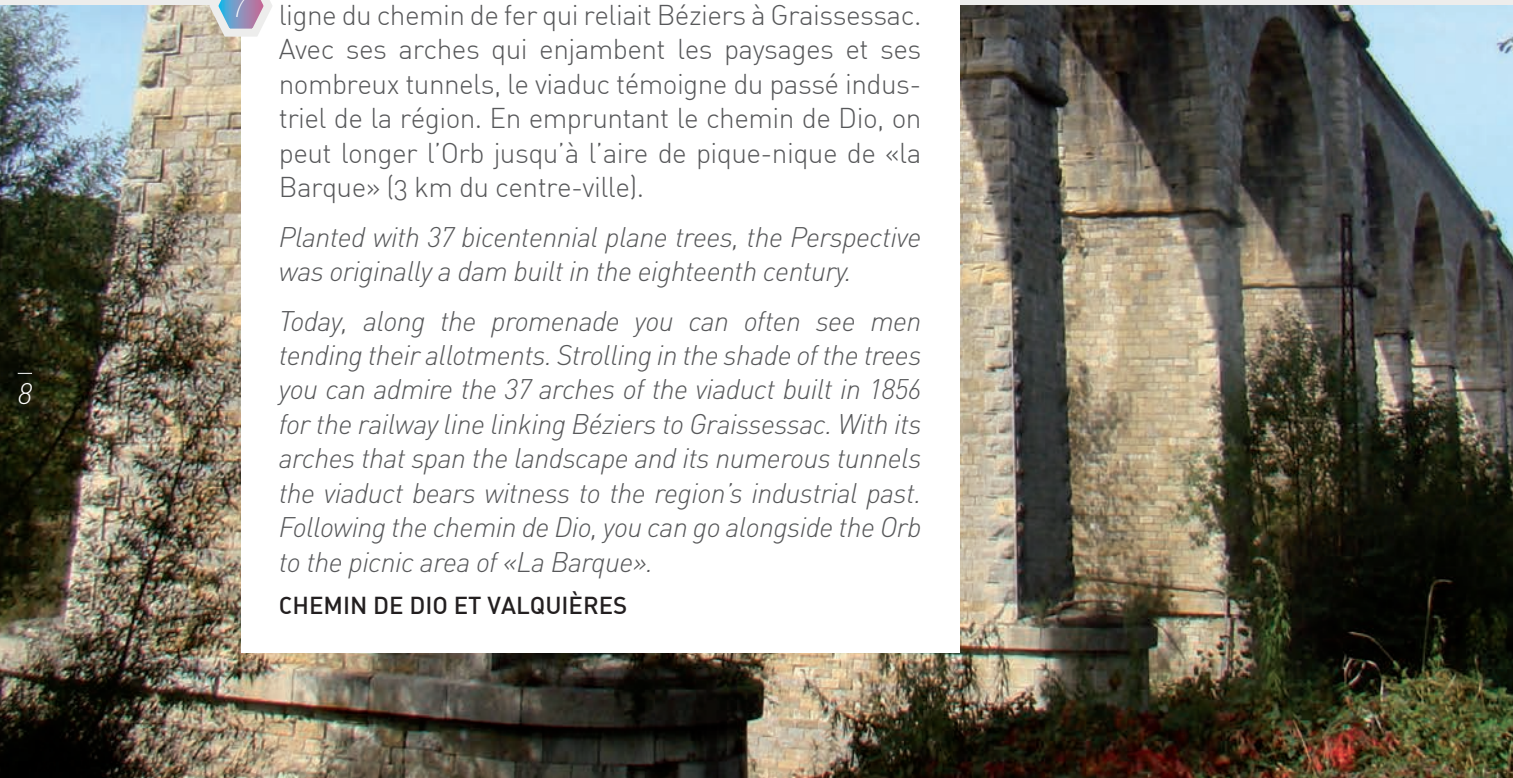 7
ligne du chemin de fer qui reliait Béziers à Graissessac.
Avec ses arches qui enjambent les paysages et ses
nombreux tunnels, le viaduc témoigne du passé indus-
triel de la région. En empruntant le chemin de Dio, on
peut longer l'Orb jusqu'à l'aire de pique-nique de «la
Barque» (3 km du centre-ville).
Planted with 37 bicentennial plane trees, the Perspective
was originally a dam built in the eighteenth century.
Today, along the promenade you can often see men
tending their allotments. Strolling in the shade of the trees
you can admire the 37 arches of the viaduct built in 1856
for the railway line linking Béziers to Graissessac. With its
arches that span the landscape and its numerous tunnels
the viaduct bears witness to the region's industrial past.
Following the chemin de Dio, you can go alongside the Orb
to the picnic area of «La Barque».
CHEMIN DE DIO ET VALQUIÈRES
8